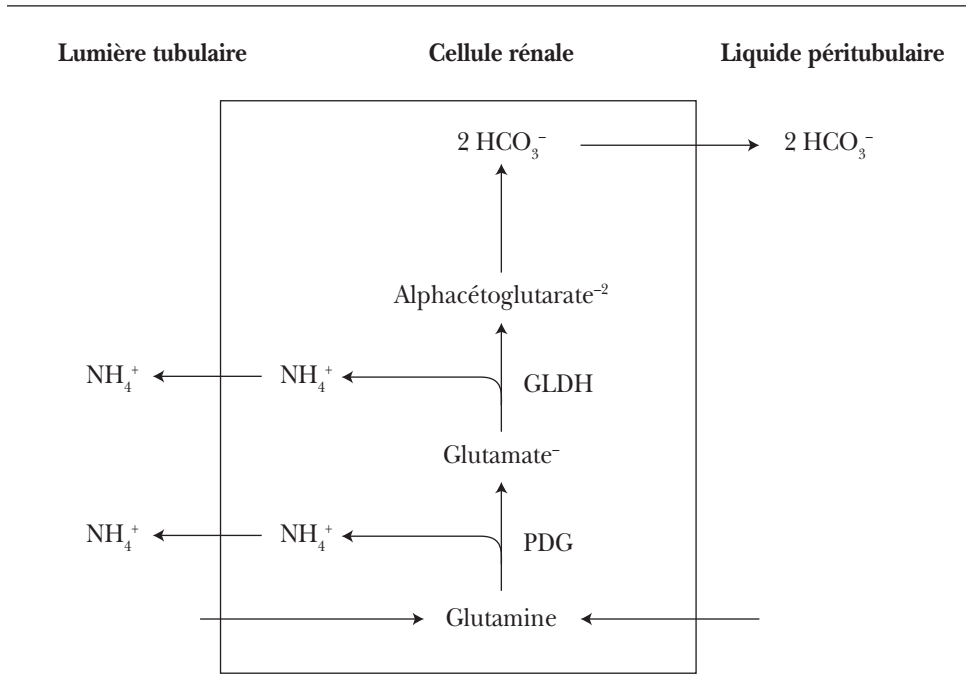 Lumière tubulaire Cellule rénale Liquide péritubulaire
2 HCO₃⁻ 2 HCO₃⁻
Alphacétoglutarate⁻²
NH₄⁺ NH₄⁺ GLDH
Glutamate⁻
NH₄⁺ NH₄⁺ PDG
Glutamine